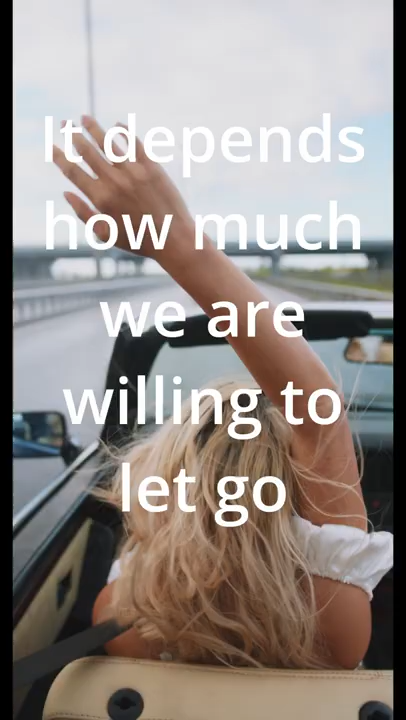 It depends
how much
we are
willing to
let go